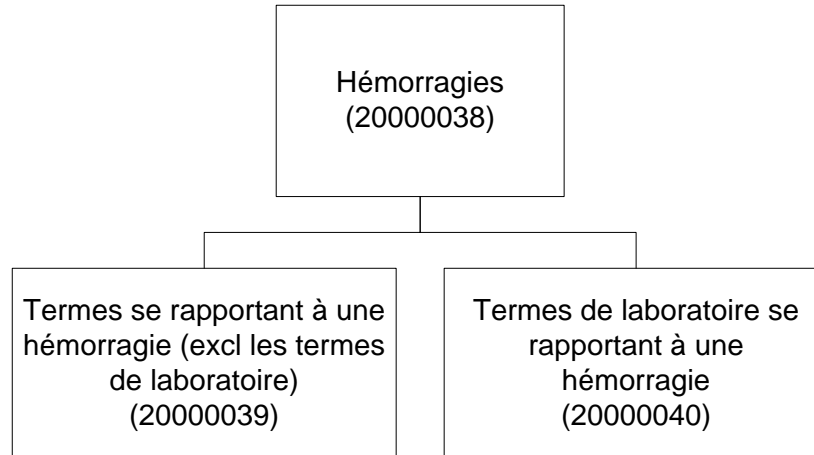 Hémorragies
(20000038)
Termes se rapportant à une
hémorragie (excl les termes
de laboratoire)
(20000039)
Termes de laboratoire se
rapportant à une
hémorragie
(20000040)